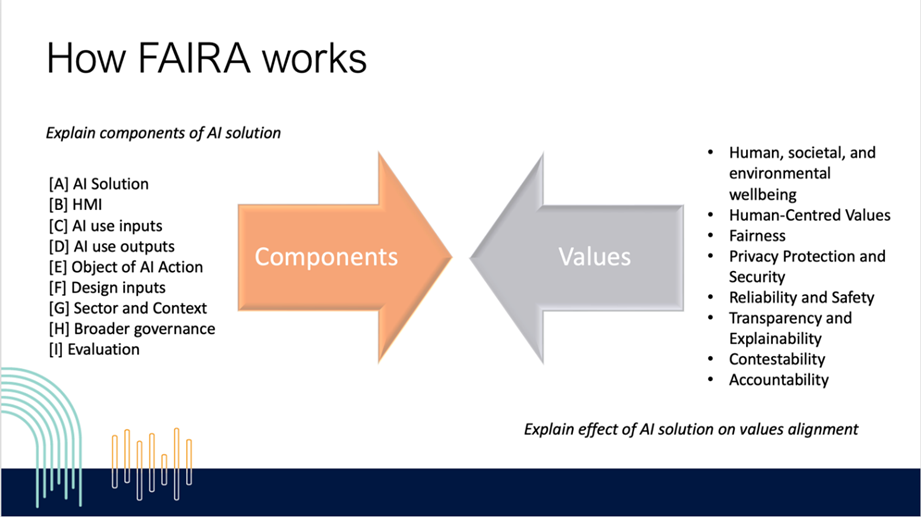 How FAIRA works
Explain components of AI solution
[A] AI Solution
[B] HMI
[C] AI use inputs
[D] AI use outputs
[E] Object of AI Action
[F] Design inputs
[G] Sector and Context
[H] Broader governance
[I] Evaluation
Components
Values
• Human, societal, and
environmental
wellbeing
• Human-Centred Values
• Fairness
• Privacy Protection and
Security
• Reliability and Safety
• Transparency and
Explainability
• Contestability
• Accountability
Explain effect of AI solution on values alignment